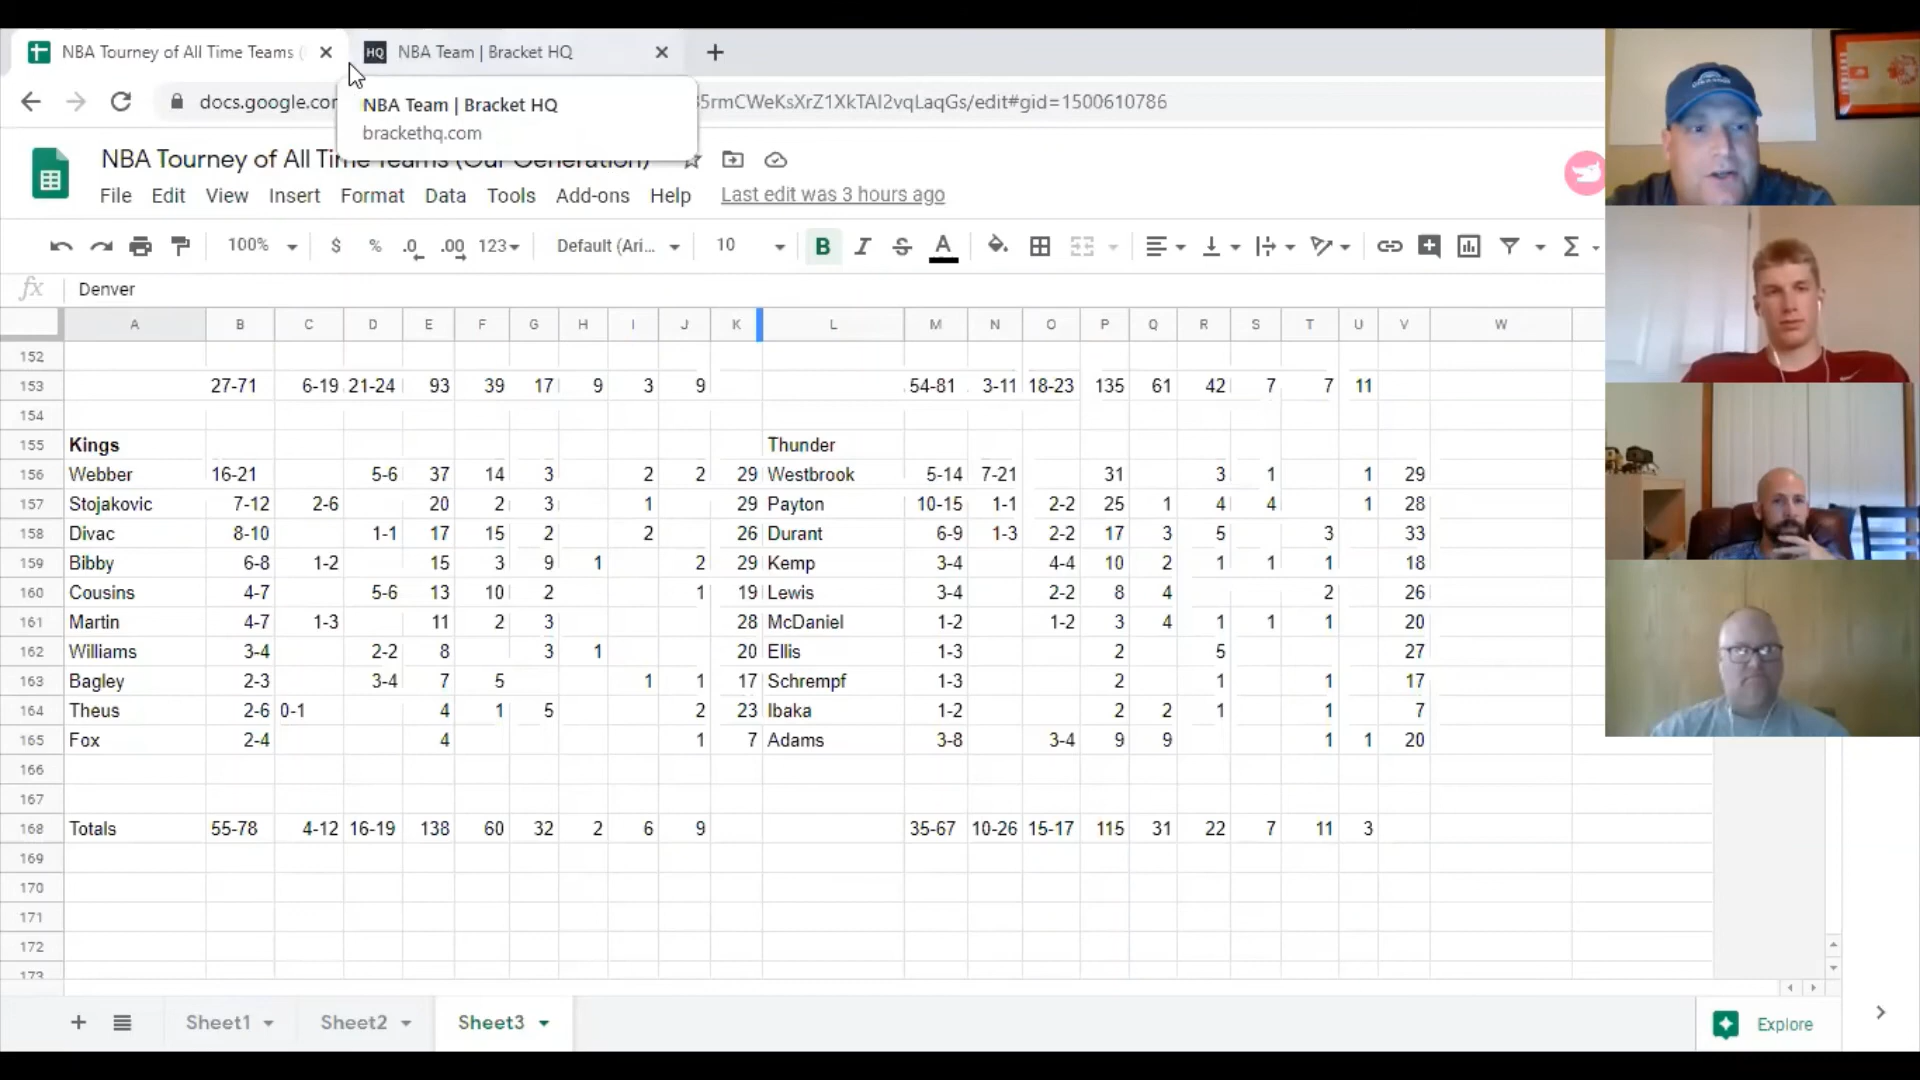 NBA Tourney of All Time Teams (
HQ NBA Team | Bracket HQ
docs.google.cor
5rmCWeKsXrZ1XkTAI2vqLaqGs/edit#gid=1500610786
NBA Team | Bracket HQ
brackethq.com
NBA Tourney of All Time Teams (Our Generation)
File Edit View Insert Format Data Tools Add-ons Help Last edit was 3 hours ago
100% $ % .0 .00 123 Default (Ari... 10 B I S A Σ
fx Denver
A B C D E F G H I J K L M N O P Q R S T U V W
152
153 27-71 6-19 21-24 93 39 17 9 3 9 54-81 3-11 18-23 135 61 42 7 7 11
154
155 Kings Thunder
156 Webber 16-21 5-6 37 14 3 2 2 29 Westbrook 5-14 7-21 31 3 1 1 29
157 Stojakovic 7-12 2-6 20 2 3 1 29 Payton 10-15 1-1 2-2 25 1 4 4 1 28
158 Divac 8-10 1-1 17 15 2 2 26 Durant 6-9 1-3 2-2 17 3 5 3 33
159 Bibby 6-8 1-2 15 3 9 1 2 29 Kemp 3-4 4-4 10 2 1 1 1 18
160 Cousins 4-7 5-6 13 10 2 1 19 Lewis 3-4 2-2 8 4 2 26
161 Martin 4-7 1-3 11 2 3 28 McDaniel 1-2 1-2 3 4 1 1 1 20
162 Williams 3-4 2-2 8 3 1 20 Ellis 1-3 2 5 27
163 Bagley 2-3 3-4 7 5 1 1 17 Schrempf 1-3 2 1 1 17
164 Theus 2-6 0-1 4 1 5 2 23 Ibaka 1-2 2 2 1 1 7
165 Fox 2-4 4 1 7 Adams 3-8 3-4 9 9 1 1 20
166
167
168 Totals 55-78 4-12 16-19 138 60 32 2 6 9 35-67 10-26 15-17 115 31 22 7 11 3
169
170
171
172
173
Sheet1 Sheet2 Sheet3 Explore